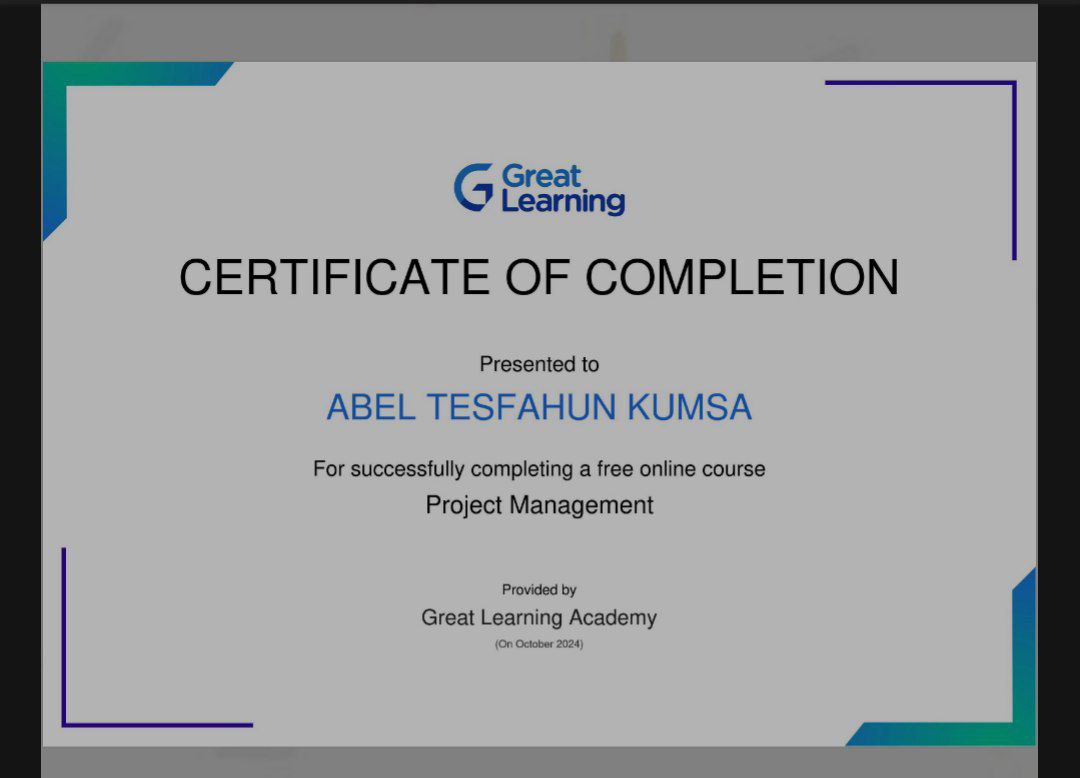 Great
Learning
CERTIFICATE OF COMPLETION
Presented to
ABEL TESFAHUN KUMSA
For successfully completing a free online course
Project Management
Provided by
Great Learning Academy
(On October 2024)